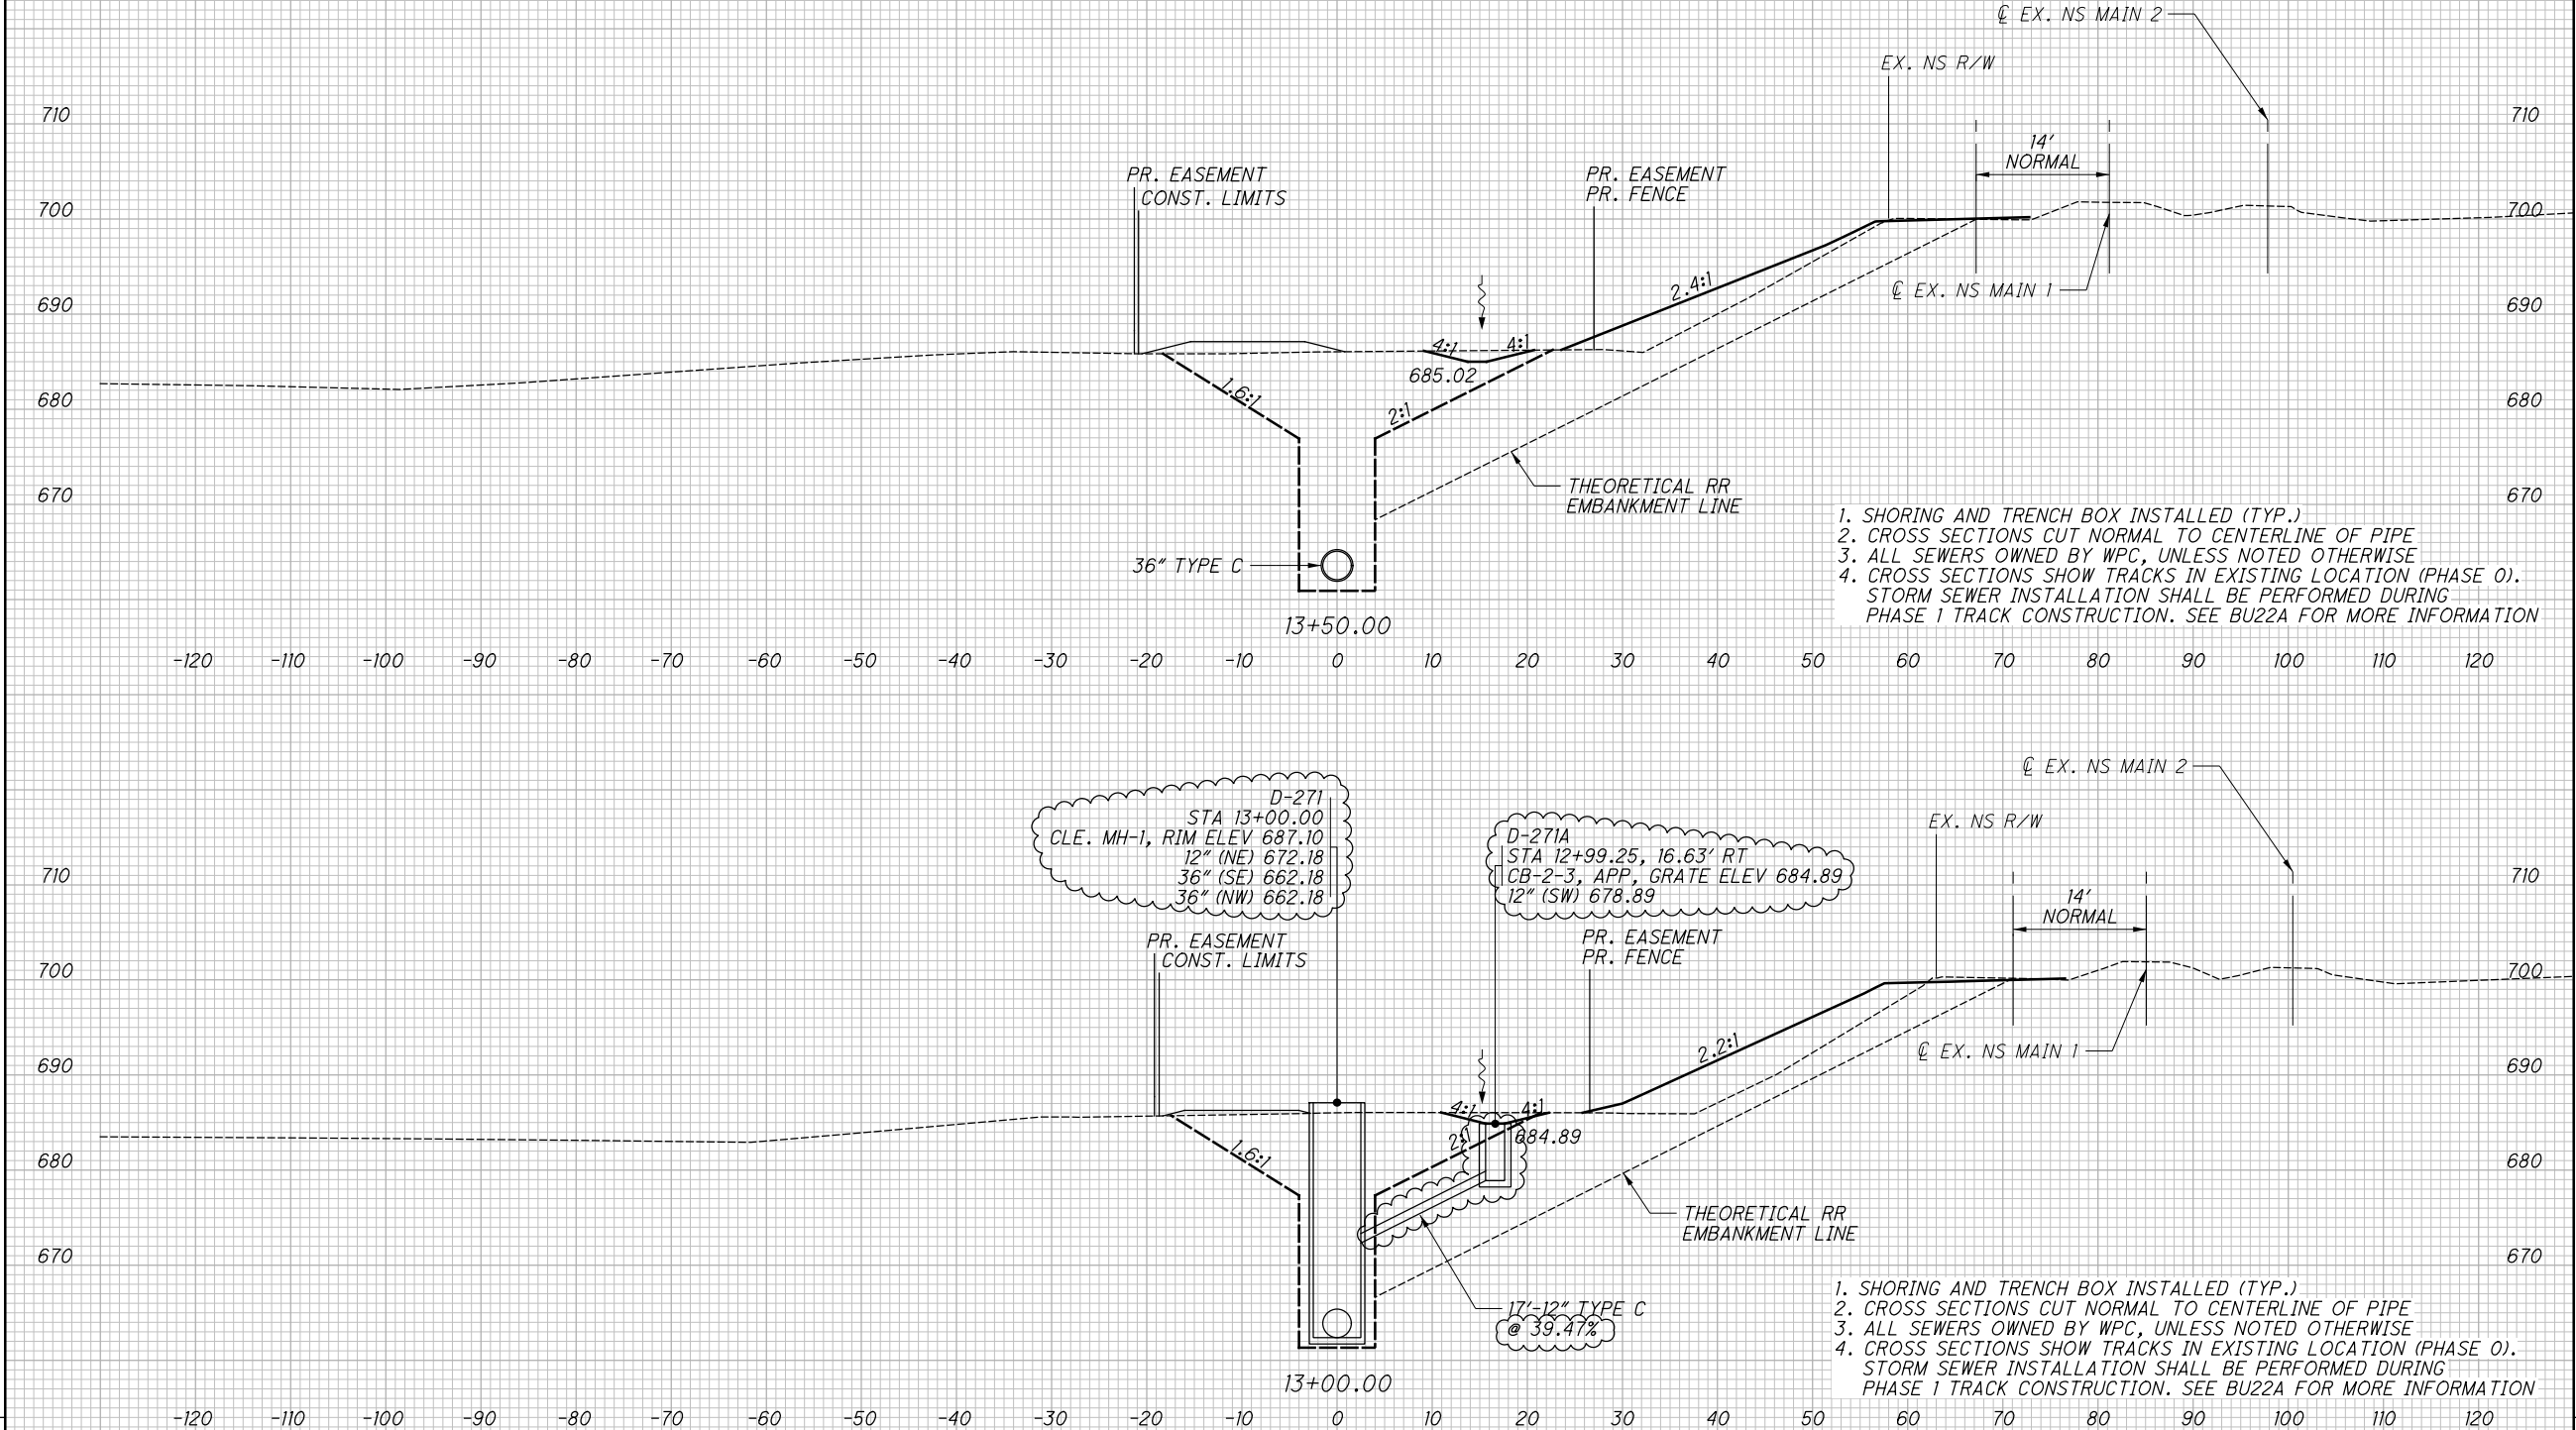 ℄ EX. NS MAIN 2
EX. NS R/W
710
710
14'
NORMAL
PR. EASEMENT
CONST. LIMITS
PR. EASEMENT
PR. FENCE
700
700
2.4:1
℄ EX. NS MAIN 1
690
690
4:1
4:1
685.02
1.6:1
2:1
680
680
670
670
THEORETICAL RR
EMBANKMENT LINE
36" TYPE C
1. SHORING AND TRENCH BOX INSTALLED (TYP.)
2. CROSS SECTIONS CUT NORMAL TO CENTERLINE OF PIPE
3. ALL SEWERS OWNED BY WPC, UNLESS NOTED OTHERWISE
4. CROSS SECTIONS SHOW TRACKS IN EXISTING LOCATION (PHASE 0).
STORM SEWER INSTALLATION SHALL BE PERFORMED DURING
PHASE 1 TRACK CONSTRUCTION. SEE BU22A FOR MORE INFORMATION
13+50.00
-120 -110 -100 -90 -80 -70 -60 -50 -40 -30 -20 -10 0 10 20 30 40 50 60 70 80 90 100 110 120
℄ EX. NS MAIN 2
D-271
STA 13+00.00
CLE. MH-1, RIM ELEV 687.10
12" (NE) 672.18
36" (SE) 662.18
36" (NW) 662.18
D-271A
STA 12+99.25, 16.63' RT
CB-2-3, APP, GRATE ELEV 684.89
12" (SW) 678.89
EX. NS R/W
710
710
14'
NORMAL
PR. EASEMENT
CONST. LIMITS
PR. EASEMENT
PR. FENCE
700
700
2.2:1
℄ EX. NS MAIN 1
690
690
4:1
4:1
684.89
1.6:1
2:1
680
680
THEORETICAL RR
EMBANKMENT LINE
670
670
17'-12" TYPE C
@ 39.47%
1. SHORING AND TRENCH BOX INSTALLED (TYP.)
2. CROSS SECTIONS CUT NORMAL TO CENTERLINE OF PIPE
3. ALL SEWERS OWNED BY WPC, UNLESS NOTED OTHERWISE
4. CROSS SECTIONS SHOW TRACKS IN EXISTING LOCATION (PHASE 0).
STORM SEWER INSTALLATION SHALL BE PERFORMED DURING
PHASE 1 TRACK CONSTRUCTION. SEE BU22A FOR MORE INFORMATION
13+00.00
-120 -110 -100 -90 -80 -70 -60 -50 -40 -30 -20 -10 0 10 20 30 40 50 60 70 80 90 100 110 120